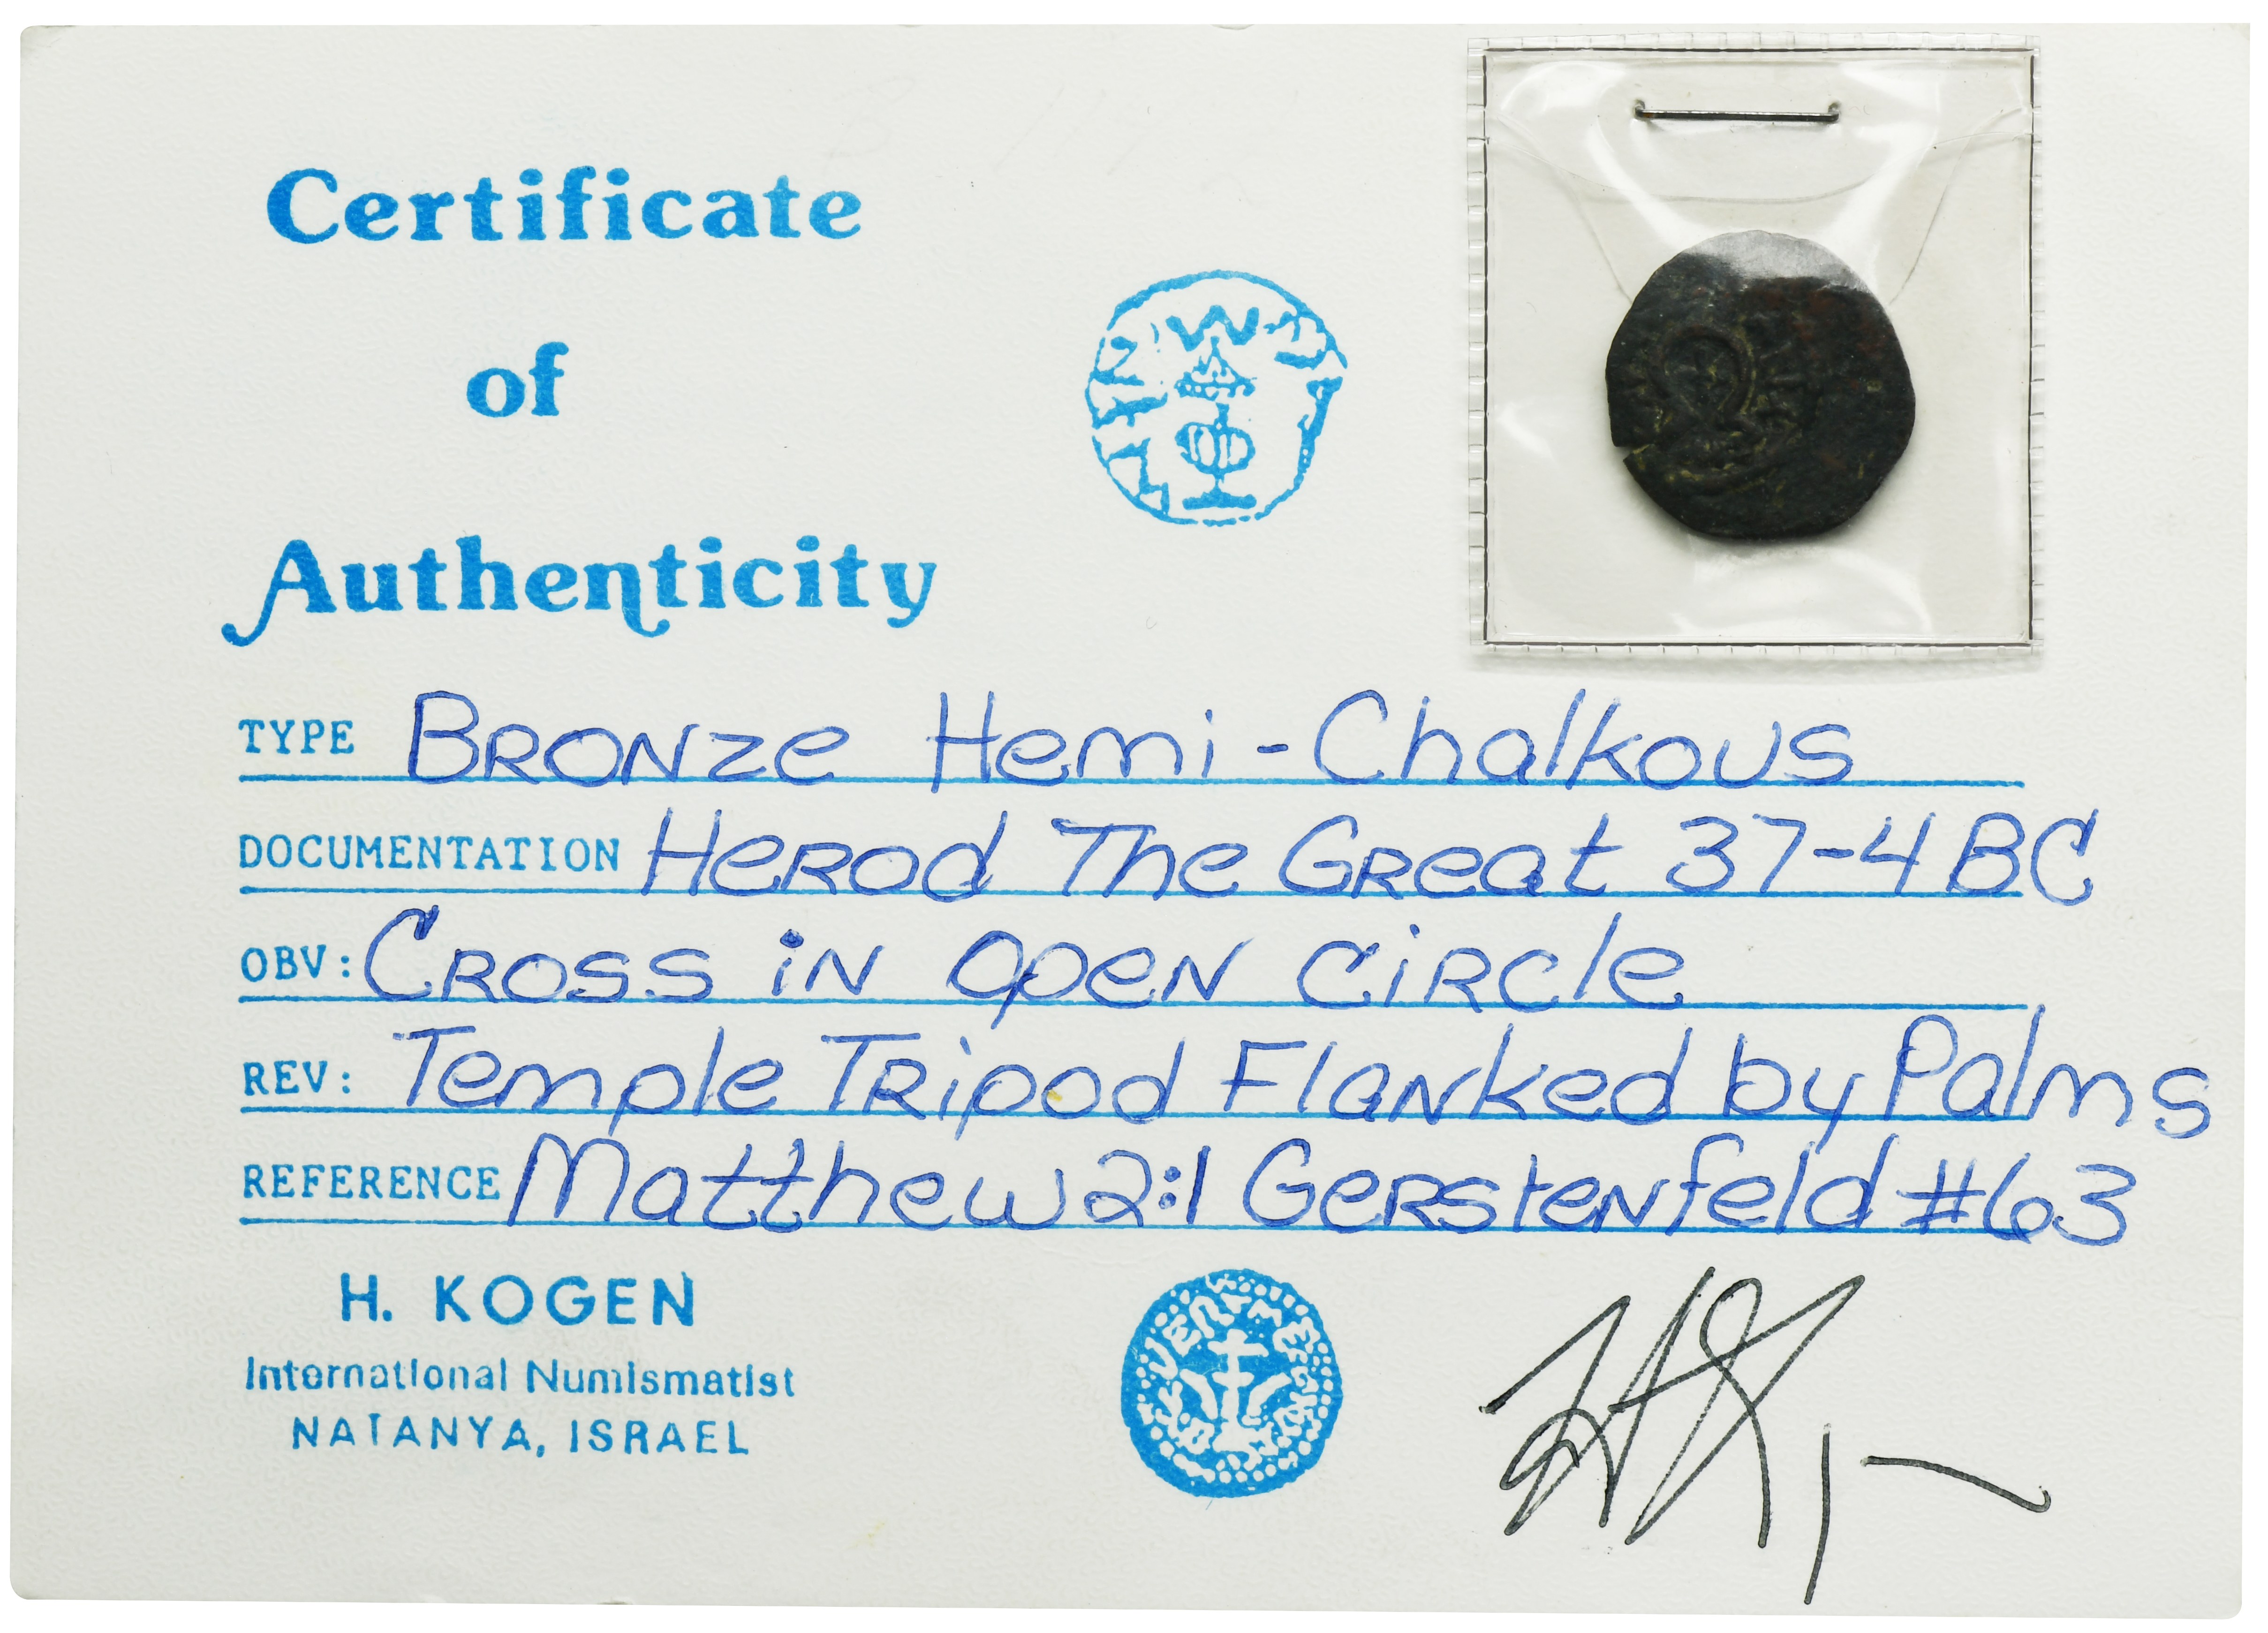 Certificate
of
Authenticity
TYPE Bronze Hemi-Chalkous
DOCUMENTATION Herod The Great 37-4 BC
OBV: Cross in open circle
REV: Temple Tripod Flanked by Palms
REFERENCE Matthew 2:1 Gerstenfeld #63
H. KOGEN
International Numismatist
NATANYA, ISRAEL